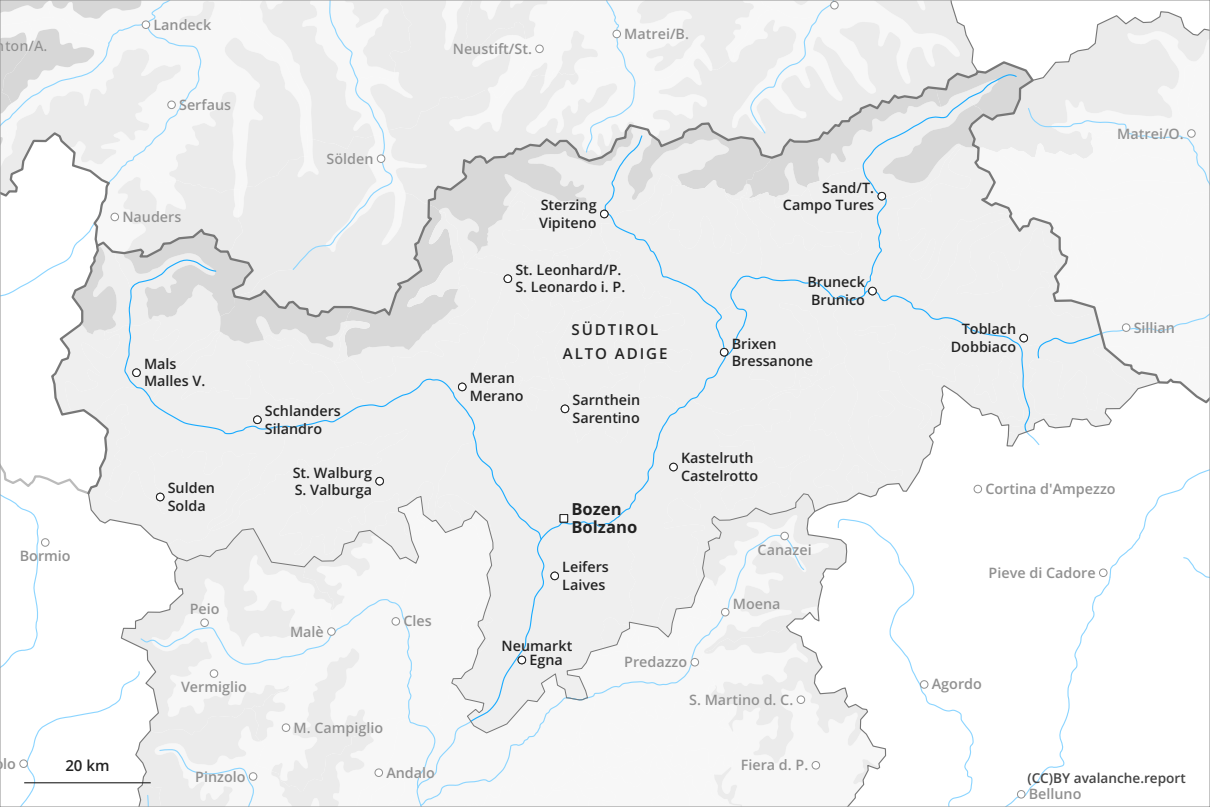 Landeck
Matrei/B.
nton/A.
Neustift/St.
Serfaus
Matrei/O.
Sölden
Sand/T.
Campo Tures
Nauders
Sterzing
Vipiteno
St. Leonhard/P.
S. Leonardo i. P.
Bruneck
Brunico
SÜDTIROL
ALTO ADIGE
Toblach
Dobbiaco
Sillian
Brixen
Bressanone
Mals
Malles V.
Meran
Merano
Sarnthein
Sarentino
Schlanders
Silandro
Kastelruth
Castelrotto
St. Walburg
S. Valburga
Sulden
Solda
Cortina d'Ampezzo
Bozen
Bolzano
Bormio
Canazei
Leifers
Laives
Pieve di Cadore
Peio
Moena
Malè
Cles
Neumarkt
Egna
Predazzo
Vermiglio
Agordo
S. Martino d. C.
M. Campiglio
olo
20 km
Pinzolo
Andalo
Fiera d. P.
(CC)BY avalanche.report
Belluno